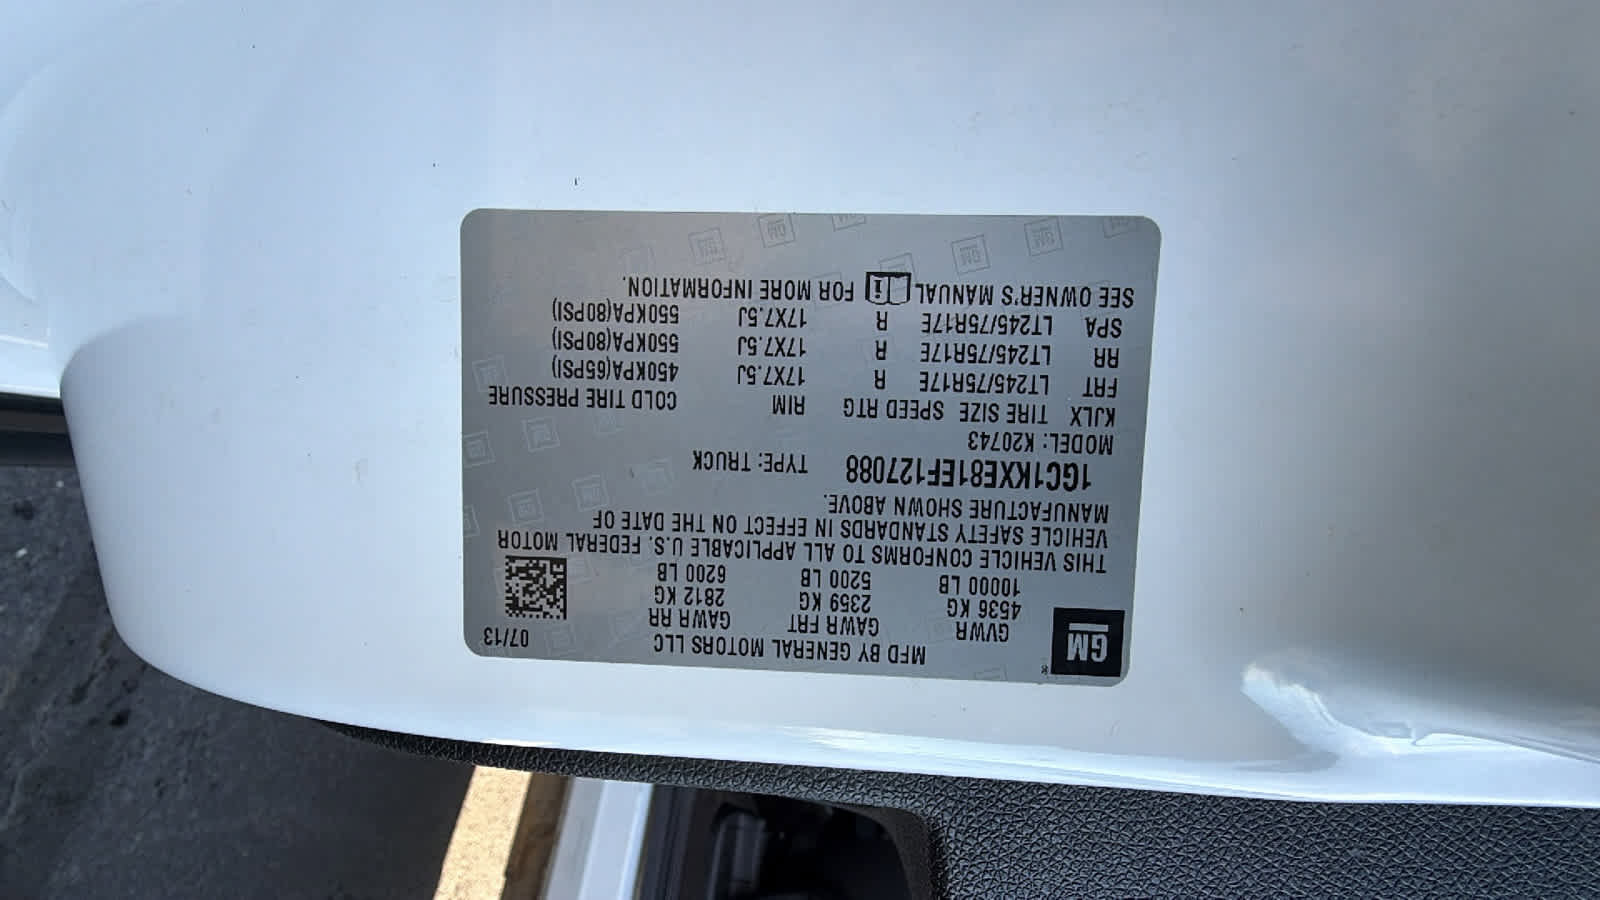 MFD BY GENERAL MOTORS LLC 07/13
GM ®
GVWR GAWR FRT GAWR RR
4536 KG 2359 KG 2812 KG
10000 LB 5200 LB 6200 LB
THIS VEHICLE CONFORMS TO ALL APPLICABLE U.S. FEDERAL MOTOR
VEHICLE SAFETY STANDARDS IN EFFECT ON THE DATE OF
MANUFACTURE SHOWN ABOVE.
1GC1KXE81EF127088 TYPE: TRUCK
MODEL: K20743
KJLX TIRE SIZE SPEED RTG RIM COLD TIRE PRESSURE
FRT LT245/75R17E R 17X7.5J 450KPA(65PSI)
RR LT245/75R17E R 17X7.5J 550KPA(80PSI)
SPA LT245/75R17E R 17X7.5J 550KPA(80PSI)
SEE OWNER'S MANUAL i FOR MORE INFORMATION.